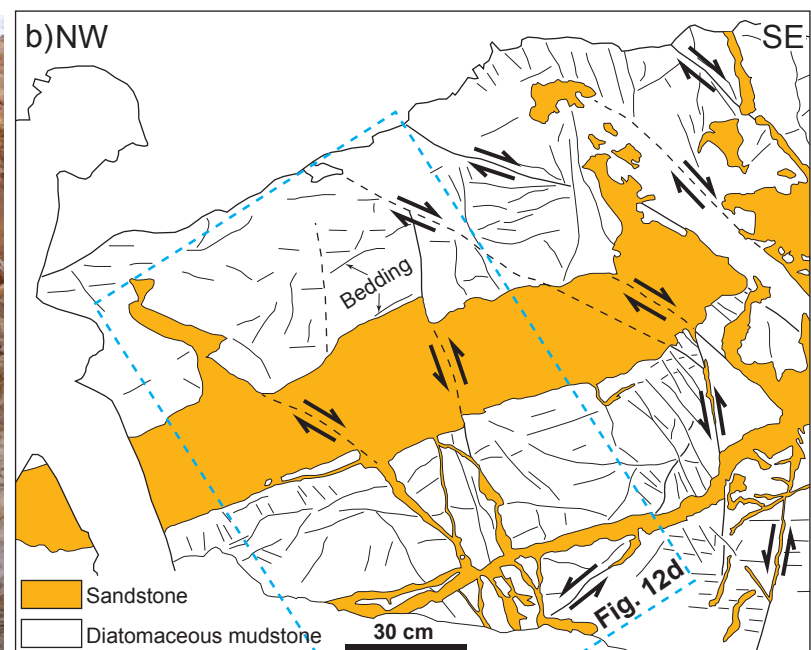 b)NW
SE
Bedding
Fig. 12d
Sandstone
Diatomaceous mudstone
30 cm